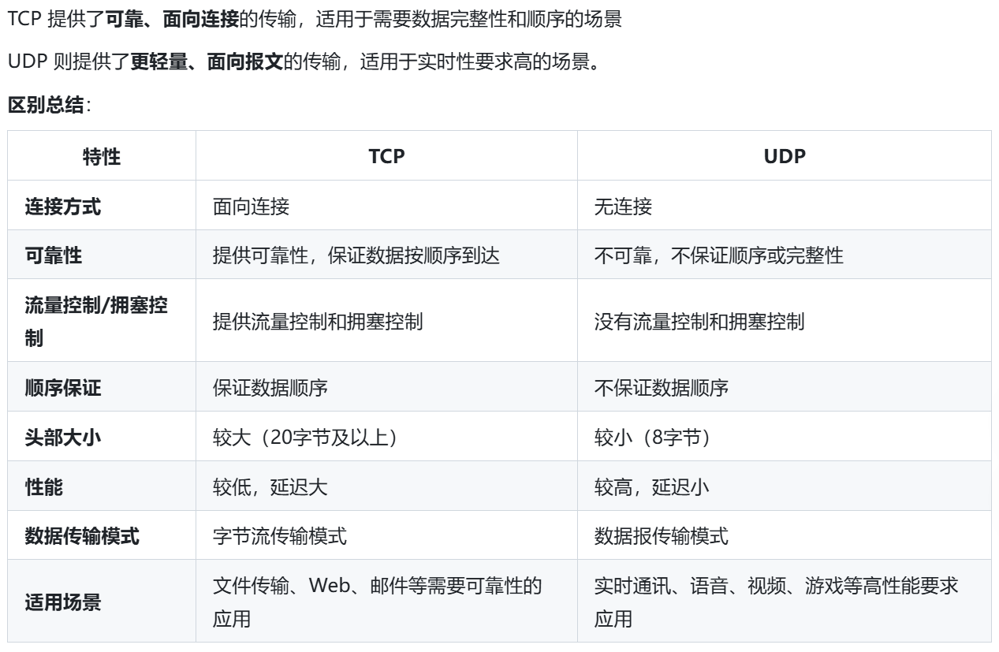 TCP 提供了可靠、面向连接的传输，适用于需要数据完整性和顺序的场景
UDP 则提供了更轻量、面向报文的传输，适用于实时性要求高的场景。
区别总结：
特性 TCP UDP
连接方式 面向连接 无连接
可靠性 提供可靠性，保证数据按顺序到达 不可靠，不保证顺序或完整性
流量控制/拥塞控
制
提供流量控制和拥塞控制 没有流量控制和拥塞控制
顺序保证 保证数据顺序 不保证数据顺序
头部大小 较大（20字节及以上） 较小（8字节）
性能 较低，延迟大 较高，延迟小
数据传输模式 字节流传输模式 数据报传输模式
适用场景
文件传输、Web、邮件等需要可靠性的
应用
实时通讯、语音、视频、游戏等高性能要求
应用